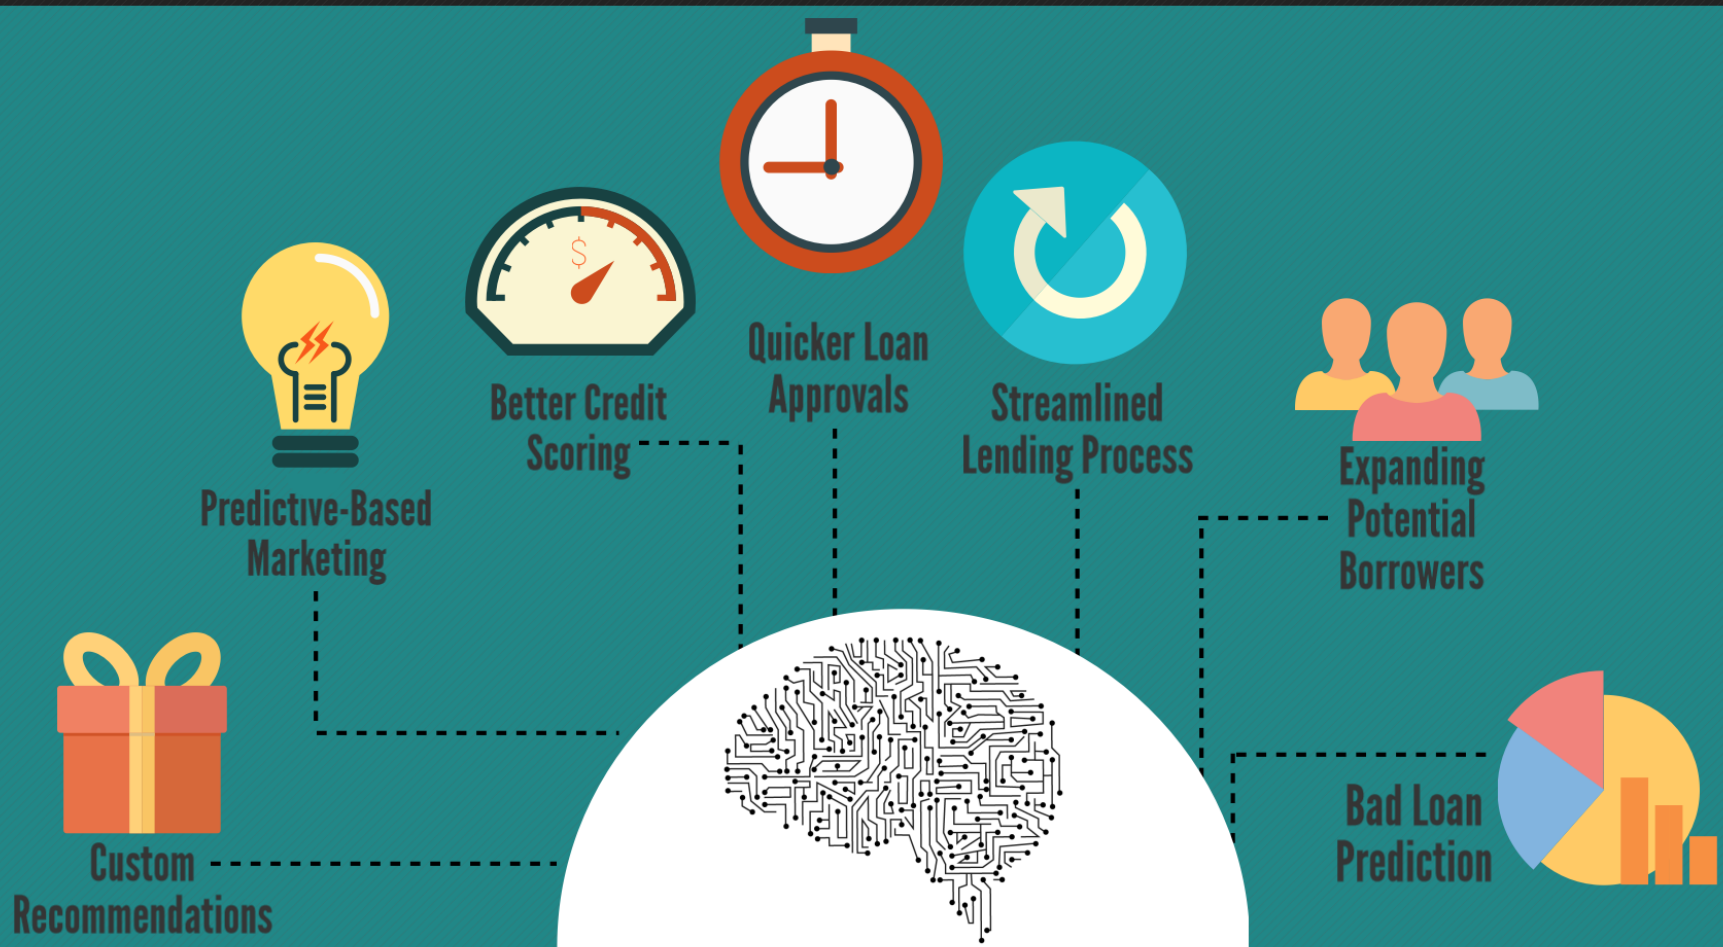 $
Quicker Loan
Approvals
Better Credit
Scoring
Streamlined
Lending Process
Predictive-Based
Marketing
Expanding
Potential
Borrowers
Custom
Recommendations
Bad Loan
Prediction